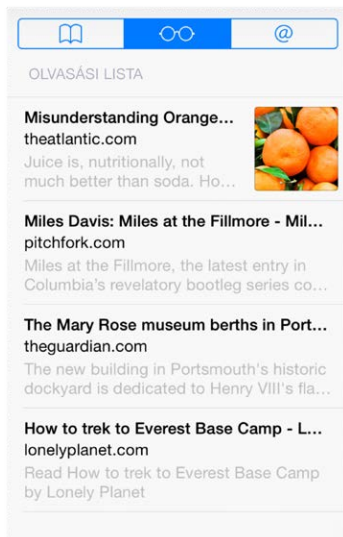 @
OLVASÁSI LISTA
Misunderstanding Orange...
theatlantic.com
Juice is, nutritionally, not
much better than soda. Ho...
Miles Davis: Miles at the Fillmore - Mil...
pitchfork.com
Miles at the Fillmore, the latest entry in
Columbia's revelatory bootleg series co...
The Mary Rose museum berths in Port...
theguardian.com
The new building in Portsmouth's historic
dockyard is dedicated to Henry VIII's fla...
How to trek to Everest Base Camp - L...
lonelyplanet.com
Read How to trek to Everest Base Camp
by Lonely Planet